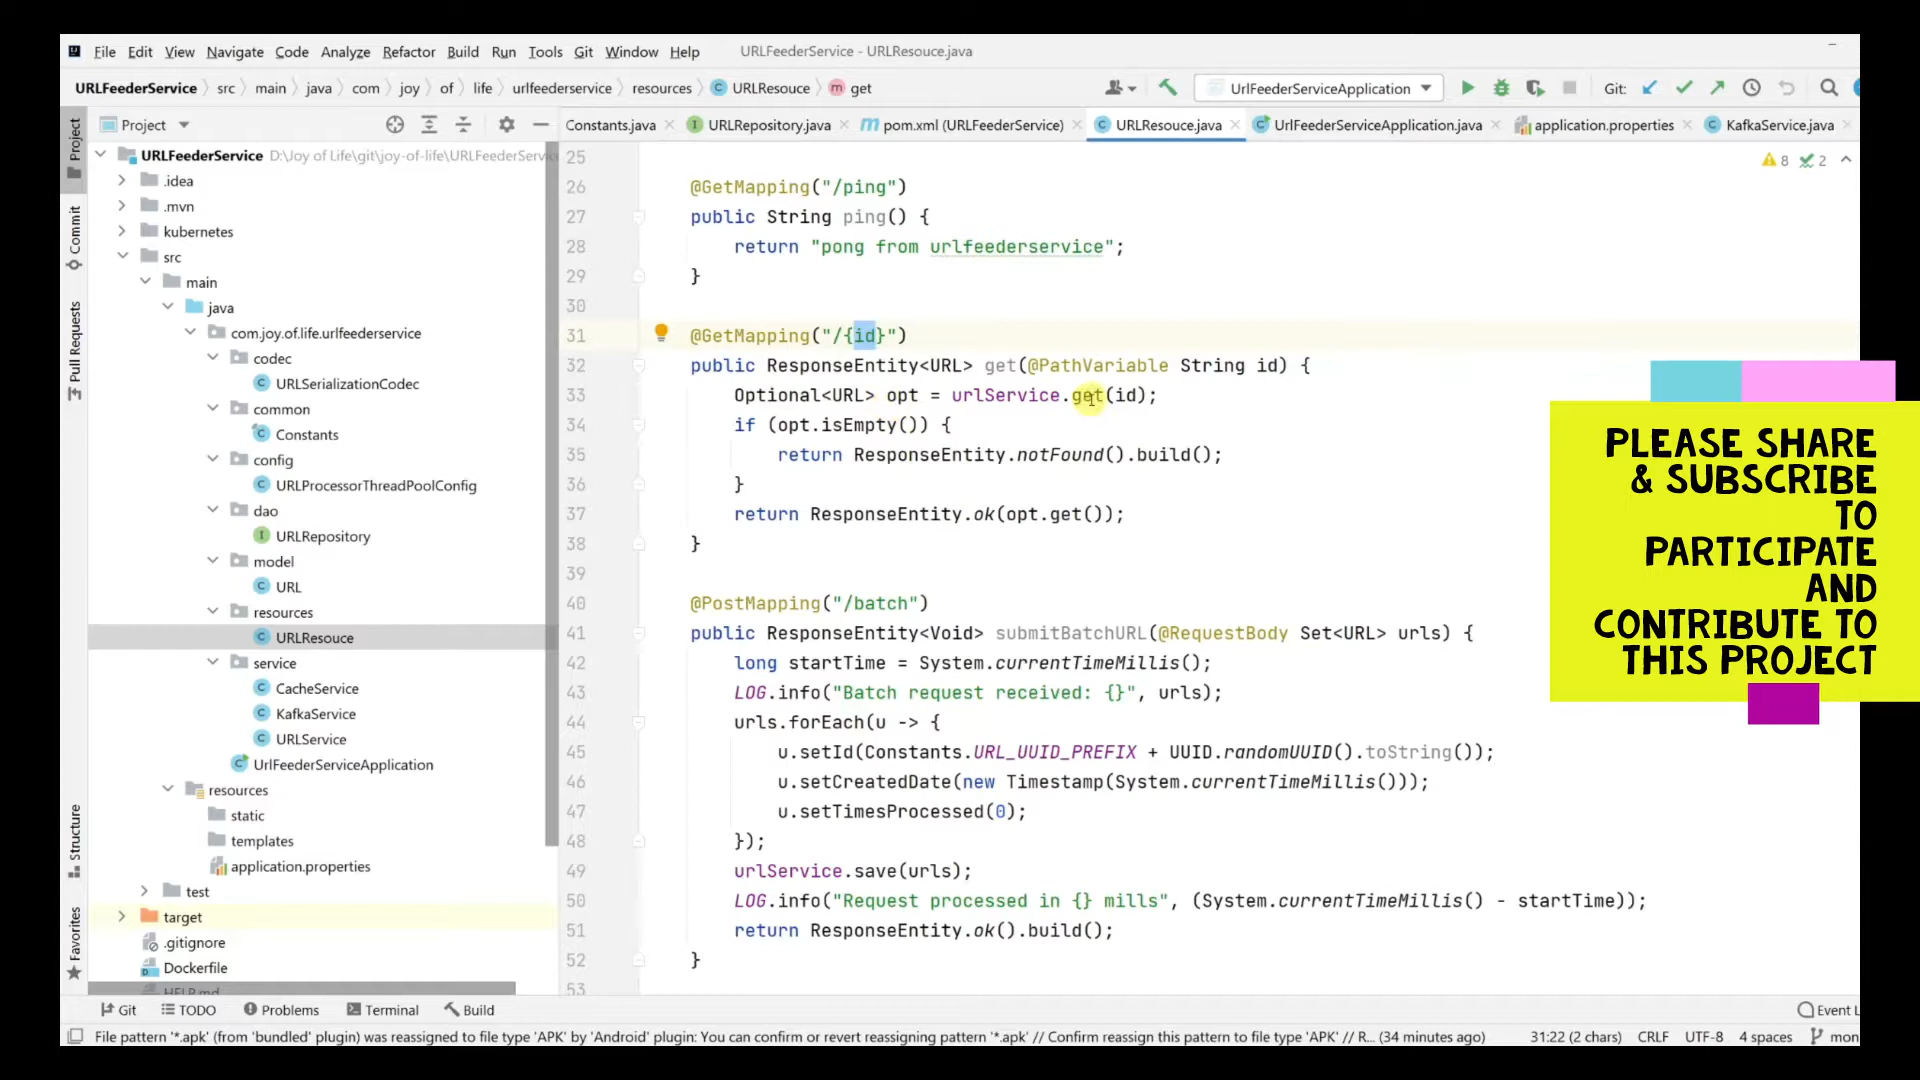 File Edit View Navigate Code Analyze Refactor Build Run Tools Git Window Help URLFeederService - URLResouce.java
URLFeederService src main java com joy of life urlfeederservice resources URLResouce get UrlFeederServiceApplication Git:
Project
Constants.java URLRepository.java pom.xml (URLFeederService) URLResouce.java UrlFeederServiceApplication.java application.properties KafkaService.java
Project
Commit
Pull Requests
Structure
Favorites
URLFeederService D:\Joy of Life\git\joy-of-life\URLFeederServic
.idea
.mvn
kubernetes
src
main
java
com.joy.of.life.urlfeederservice
codec
URLSerializationCodec
common
Constants
config
URLProcessorThreadPoolConfig
dao
URLRepository
model
URL
resources
URLResouce
service
CacheService
KafkaService
URLService
UrlFeederServiceApplication
resources
static
templates
application.properties
test
target
.gitignore
Dockerfile
HELP.md
8 2
25
26 @GetMapping("/ping")
27 public String ping() {
28 return "pong from urlfeederservice";
29 }
30
31 @GetMapping("/{id}")
32 public ResponseEntity<URL> get(@PathVariable String id) {
33 Optional<URL> opt = urlService.get(id);
34 if (opt.isEmpty()) {
35 return ResponseEntity.notFound().build();
36 }
37 return ResponseEntity.ok(opt.get());
38 }
39
40 @PostMapping("/batch")
41 public ResponseEntity<Void> submitBatchURL(@RequestBody Set<URL> urls) {
42 long startTime = System.currentTimeMillis();
43 LOG.info("Batch request received: {}", urls);
44 urls.forEach(u -> {
45 u.setId(Constants.URL_UUID_PREFIX + UUID.randomUUID().toString());
46 u.setCreatedDate(new Timestamp(System.currentTimeMillis()));
47 u.setTimesProcessed(0);
48 });
49 urlService.save(urls);
50 LOG.info("Request processed in {} mills", (System.currentTimeMillis() - startTime));
51 return ResponseEntity.ok().build();
52 }
53
PLEASE SHARE
& SUBSCRIBE
TO
PARTICIPATE
AND
CONTRIBUTE TO
THIS PROJECT
Git TODO Problems Terminal Build Event L
File pattern '*.apk' (from 'bundled' plugin) was reassigned to file type 'APK' by 'Android' plugin: You can confirm or revert reassigning pattern '*.apk' // Confirm reassign this pattern to file type 'APK' // R... (34 minutes ago) 31:22 (2 chars) CRLF UTF-8 4 spaces mon